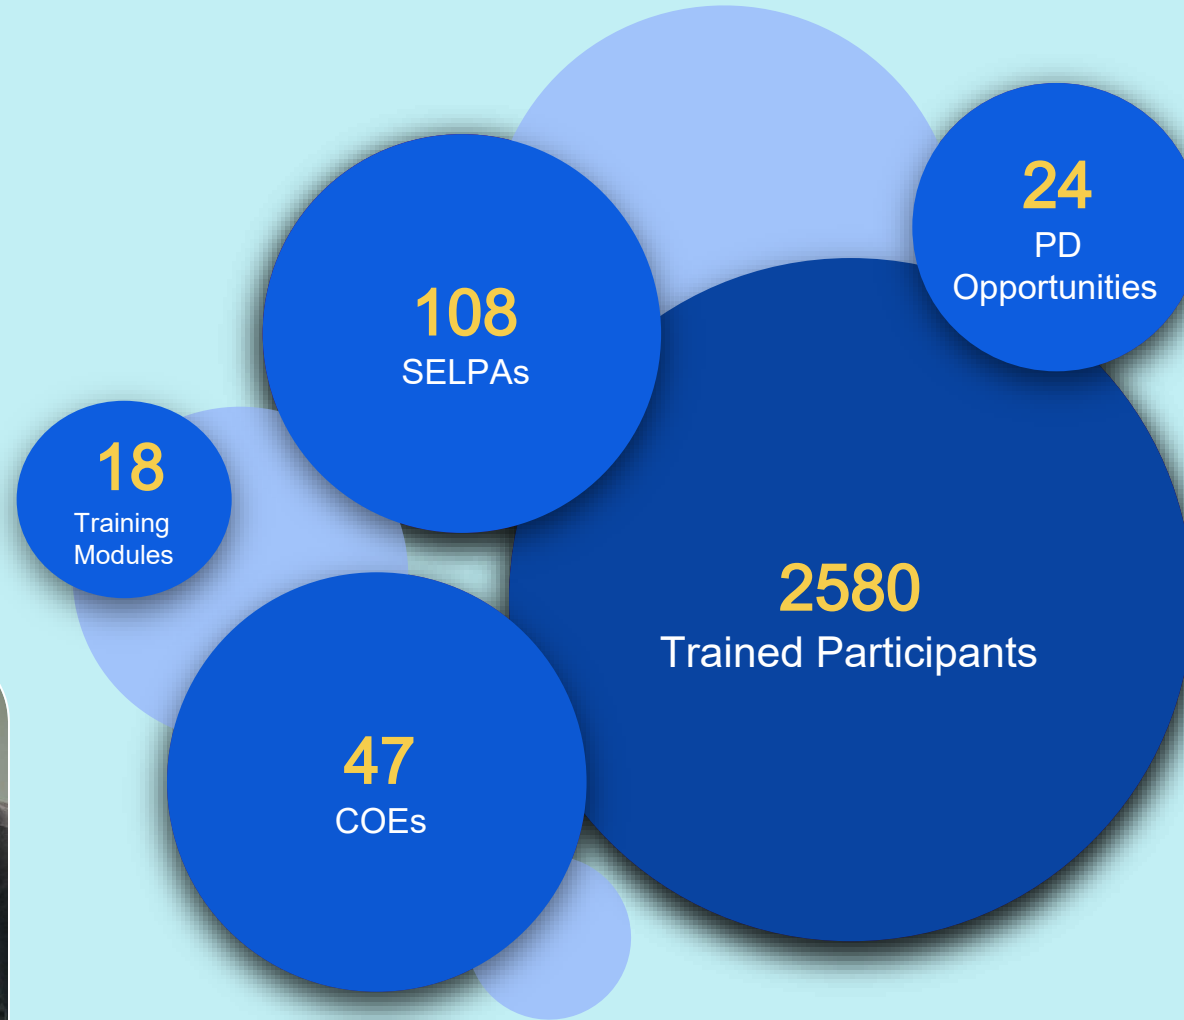 24
PD
Opportunities
108
SELPAs
18
Training
Modules
2580
Trained Participants
47
COEs